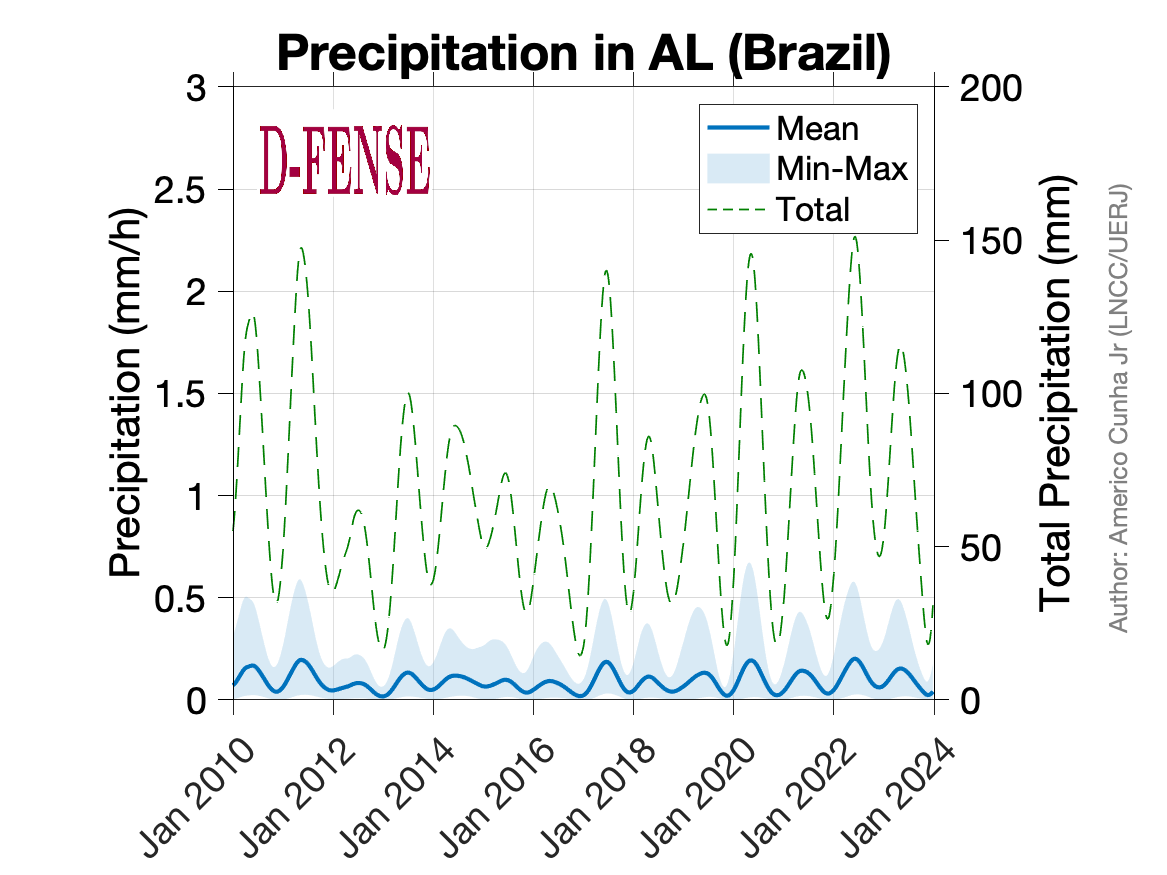 Precipitation in AL (Brazil)
D-FENSE
Mean
Min-Max
Total
Precipitation (mm/h)
3
2.5
2
1.5
1
0.5
0
200
150
100
50
0
Total Precipitation (mm)
Author: Americo Cunha Jr (LNCC/UERJ)
Jan 2010
Jan 2012
Jan 2014
Jan 2016
Jan 2018
Jan 2020
Jan 2022
Jan 2024